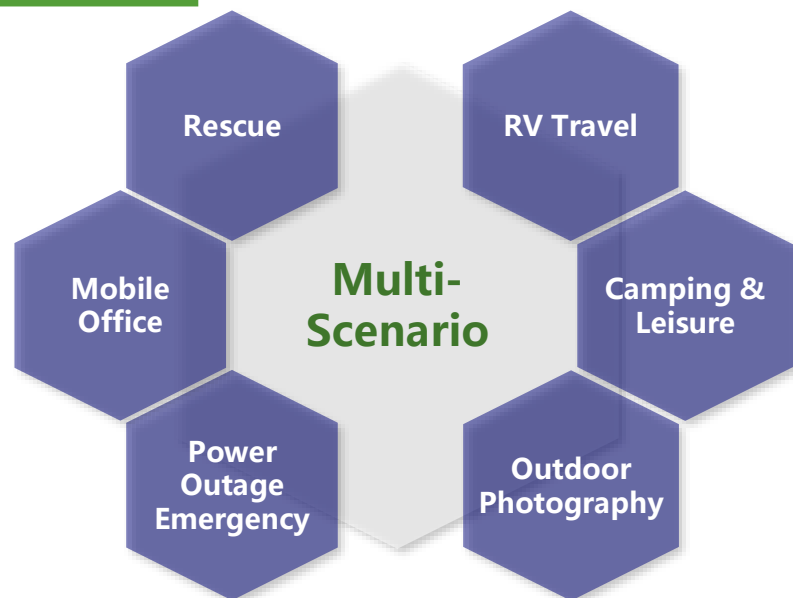 Rescue
RV Travel
Multi-
Scenario
Mobile
Office
Camping &
Leisure
Power
Outage
Emergency
Outdoor
Photography